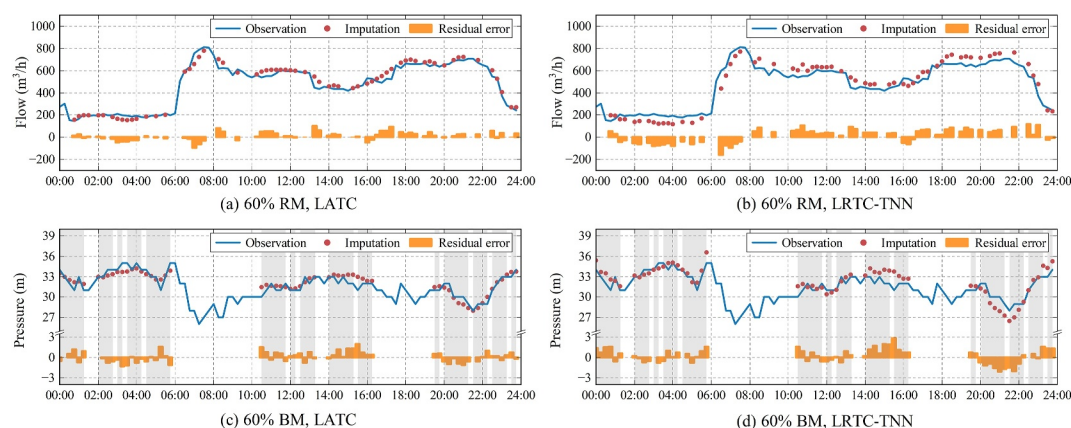 1000
800
600
400
200
0
−200
Flow (m³/h)
Observation Imputation Residual error
00:00 02:00 04:00 06:00 08:00 10:00 12:00 14:00 16:00 18:00 20:00 22:00 24:00
(a) 60% RM, LATC
1000
800
600
400
200
0
−200
Flow (m³/h)
Observation Imputation Residual error
00:00 02:00 04:00 06:00 08:00 10:00 12:00 14:00 16:00 18:00 20:00 22:00 24:00
(b) 60% RM, LRTC-TNN
39
36
33
30
27
3
0
−3
Pressure (m)
Observation Imputation Residual error
00:00 02:00 04:00 06:00 08:00 10:00 12:00 14:00 16:00 18:00 20:00 22:00 24:00
(c) 60% BM, LATC
39
36
33
30
27
3
0
−3
Pressure (m)
Observation Imputation Residual error
00:00 02:00 04:00 06:00 08:00 10:00 12:00 14:00 16:00 18:00 20:00 22:00 24:00
(d) 60% BM, LRTC-TNN